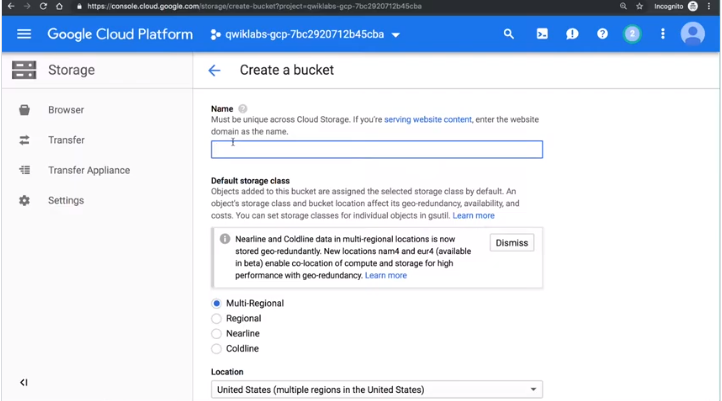 https://console.cloud.google.com/storage/create-bucket?project=qwiklabs-gcp-7bc2920712b45cba
Incognito
Google Cloud Platform
qwiklabs-gcp-7bc2920712b45cba
2
Storage
Create a bucket
Browser
Transfer
Transfer Appliance
Settings
Name
Must be unique across Cloud Storage. If you're serving website content, enter the website
domain as the name.
Default storage class
Objects added to this bucket are assigned the selected storage class by default. An
object's storage class and bucket location affect its geo-redundancy, availability, and
costs. You can set storage classes for individual objects in gsutil. Learn more
Nearline and Coldline data in multi-regional locations is now
stored geo-redundantly. New locations nam4 and eur4 (available
in beta) enable co-location of compute and storage for high
performance with geo-redundancy. Learn more
Dismiss
Multi-Regional
Regional
Nearline
Coldline
Location
United States (multiple regions in the United States)